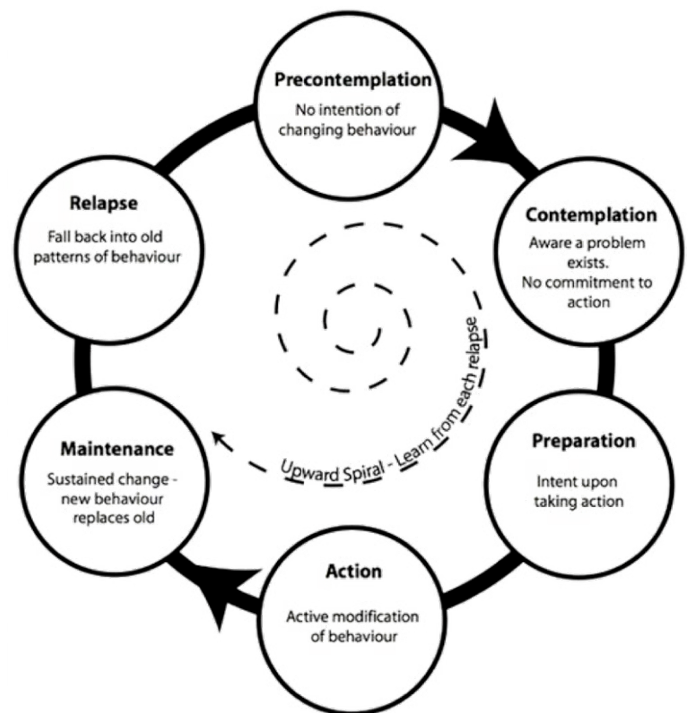 Precontemplation
No intention of
changing behaviour
Contemplation
Aware a problem
exists.
No commitment to
action
Preparation
Intent upon
taking action
Action
Active modification
of behaviour
Maintenance
Sustained change -
new behaviour
replaces old
Relapse
Fall back into old
patterns of behaviour
Upward Spiral - Learn from each relapse